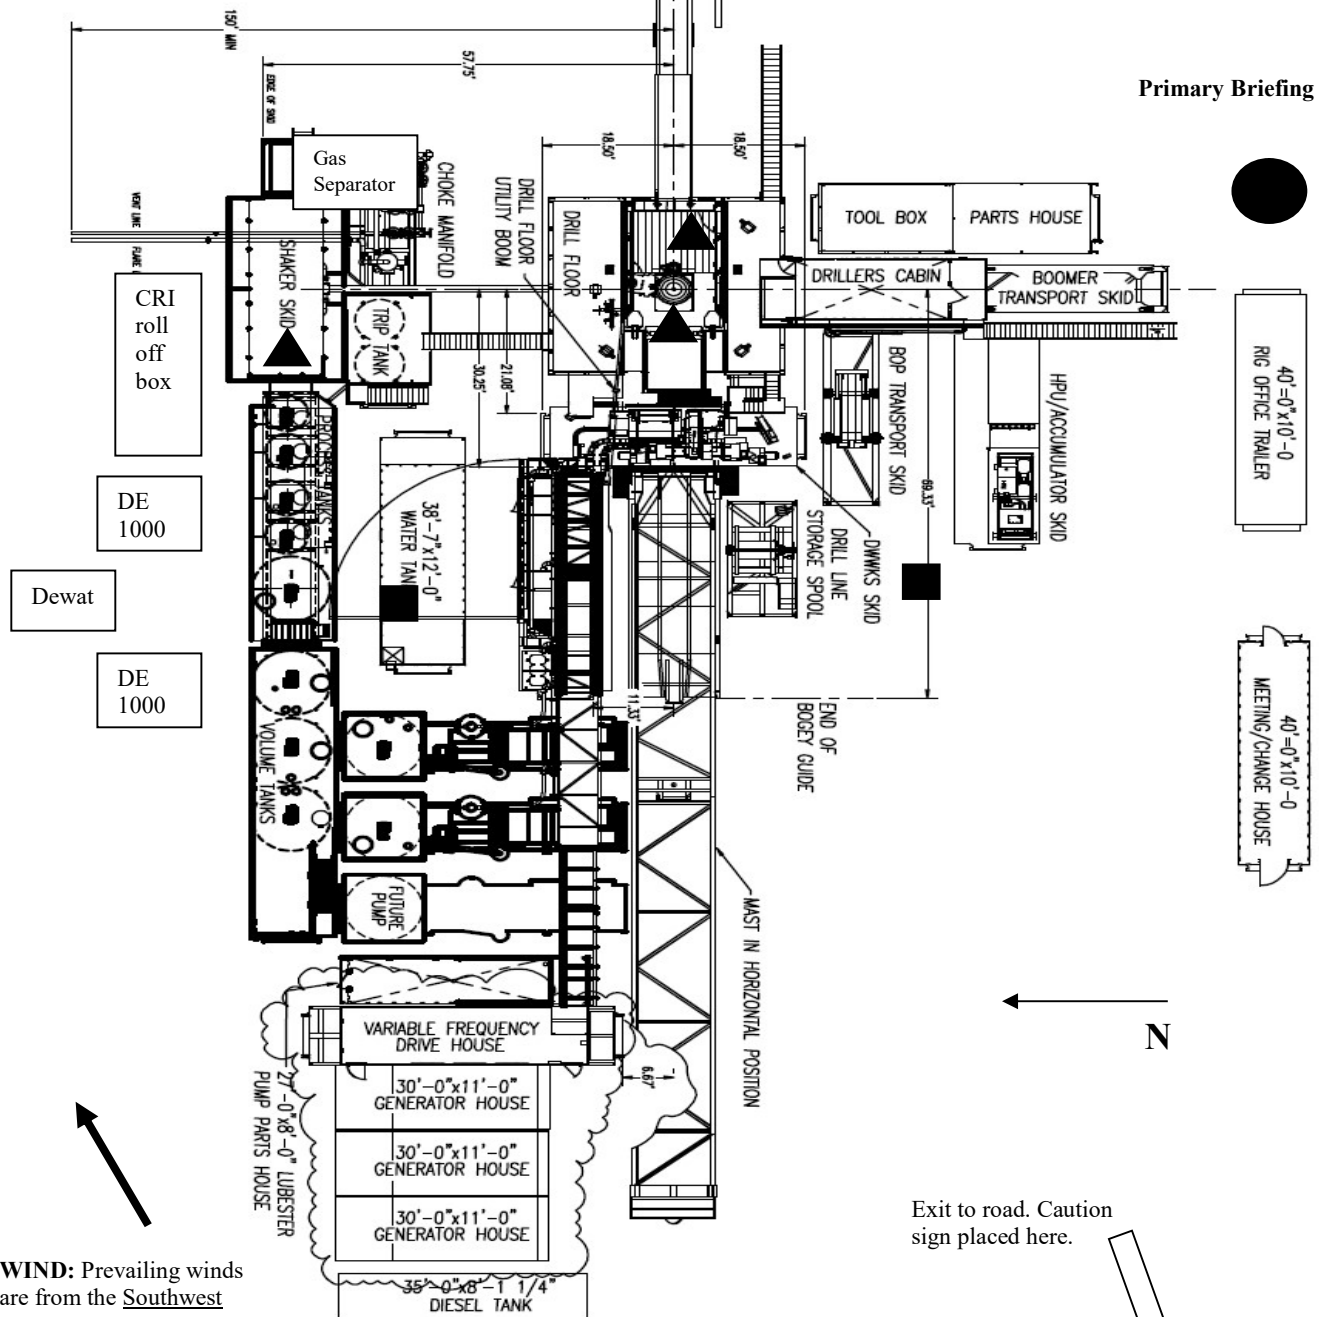 150' MIN
57.75'
EDGE OF SKID
Primary Briefing
18.50'
18.50'
Gas
Separator
CHOKE MANIFOLD
DRILL FLOOR
UTILITY BOOM
DRILL FLOOR
TOOL BOX
PARTS HOUSE
VENT LINE
FLARE
SHAKER SKID
DRILLERS CABIN
BOOMER
TRANSPORT SKID
CRI
roll
off
box
TRIP TANK
30.25'
21.08'
BOP TRANSPORT SKID
HPU/ACCUMULATOR SKID
40'=0"x10'-0
RIG OFFICE TRAILER
PROCESS TANKS
DE
1000
38'-7"x12'-0"
WATER TAN
69.33'
DRILL LINE
STORAGE SPOOL
DWWKS SKID
Dewat
DE
1000
VOLUME TANKS
11.33'
END OF
BOGEY GUIDE
40'=0"x10'-0
MEETING/CHANGE HOUSE
FUTURE
PUMP
MAST IN HORIZONTAL POSITION
VARIABLE FREQUENCY
DRIVE HOUSE
N
6.67'
27'-0"x8'-0" LUBESTER
PUMP PARTS HOUSE
30'-0"x11'-0"
GENERATOR HOUSE
30'-0"x11'-0"
GENERATOR HOUSE
30'-0"x11'-0"
GENERATOR HOUSE
Exit to road. Caution
sign placed here.
WIND: Prevailing winds
are from the Southwest
35'-0"x8'-1 1/4"
DIESEL TANK